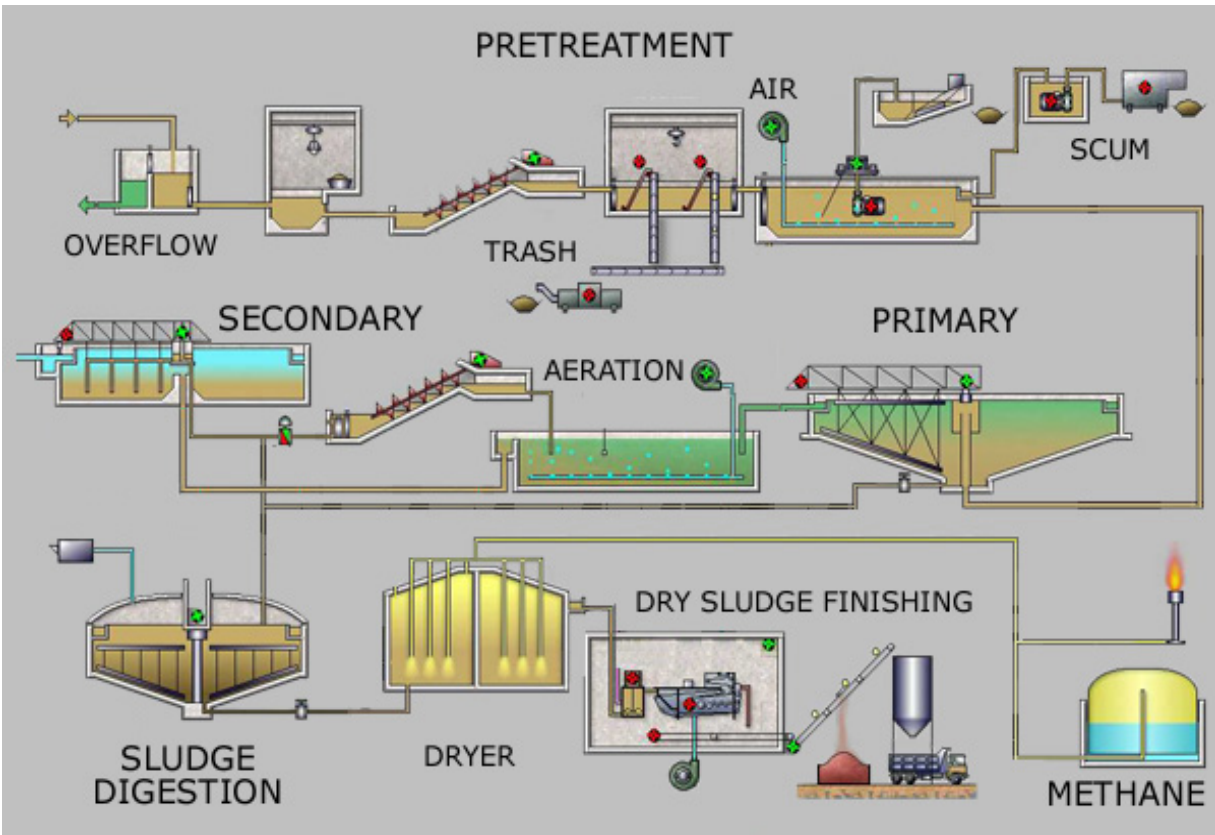 PRETREATMENT
AIR
SCUM
OVERFLOW
TRASH
SECONDARY
PRIMARY
AERATION
DRY SLUDGE FINISHING
SLUDGE
DIGESTION
DRYER
METHANE